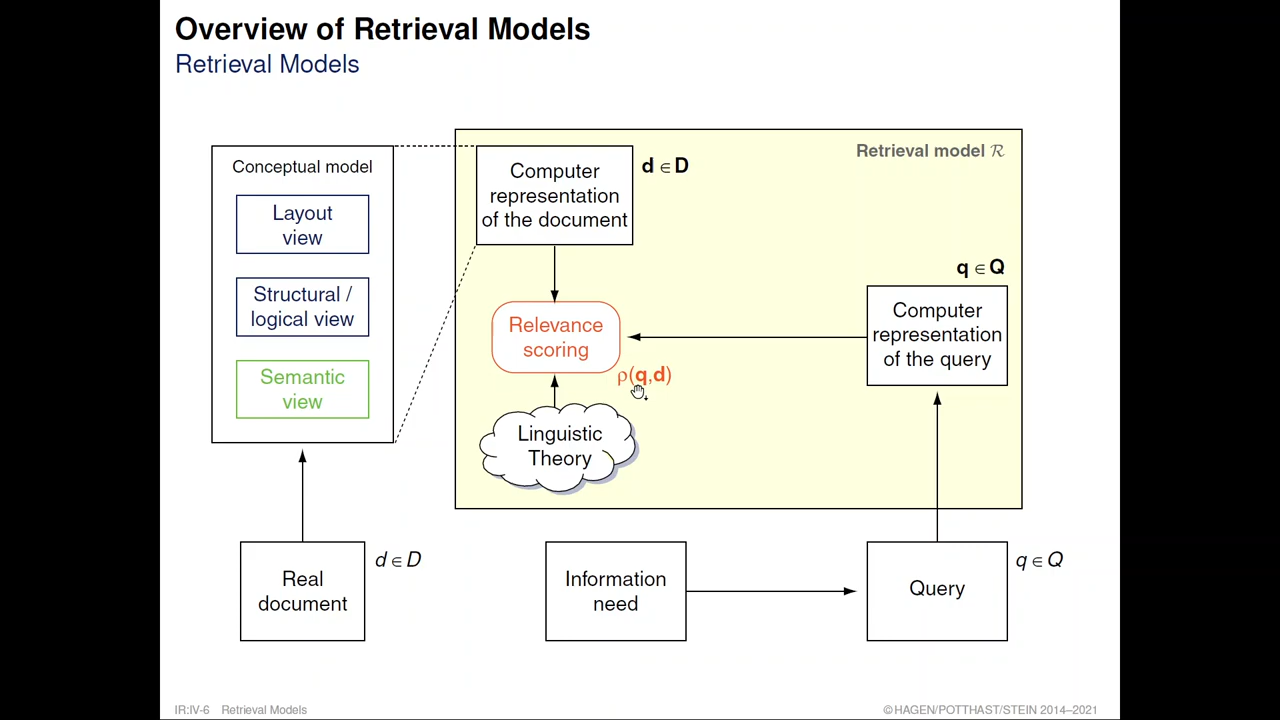 Overview of Retrieval Models
Retrieval Models
Conceptual model
Layout
view
Structural /
logical view
Semantic
view
Real
document
d ∈ D
Retrieval model ℛ
Computer
representation
of the document
d ∈ D
Relevance
scoring
ρ(q,d)
Linguistic
Theory
q ∈ Q
Computer
representation
of the query
Information
need
Query
q ∈ Q
IR:IV-6 Retrieval Models
©HAGEN/POTTHAST/STEIN 2014–2021